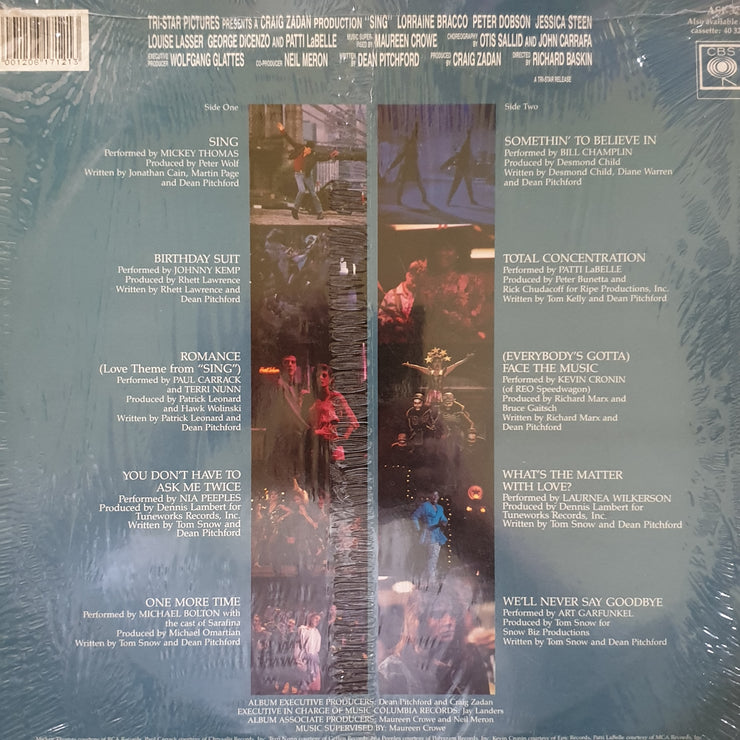 TRI-STAR PICTURES PRESENTS A CRAIG ZADAN PRODUCTION "SING" LORRAINE BRACCO PETER DOBSON JESSICA STEEN
LOUISE LASSER GEORGE DICENZO AND PATTI LaBELLE MUSIC SUPERVISED BY MAUREEN CROWE CHOREOGRAPHY BY OTIS SALLID AND JOHN CARRAFA
EXECUTIVE PRODUCER WOLFGANG GLATTES CO-PRODUCER NEIL MERON WRITTEN BY DEAN PITCHFORD PRODUCED BY CRAIG ZADAN DIRECTED BY RICHARD BASKIN
A TRI-STAR RELEASE
ASK
Also available
cassette: 40 32
CBS
Side One
SING
Performed by MICKEY THOMAS
Produced by Peter Wolf
Written by Jonathan Cain, Martin Page
and Dean Pitchford
BIRTHDAY SUIT
Performed by JOHNNY KEMP
Produced by Rhett Lawrence
Written by Rhett Lawrence and
Dean Pitchford
ROMANCE
(Love Theme from "SING")
Performed by PAUL CARRACK
and TERRI NUNN
Produced by Patrick Leonard
and Hawk Wolinski
Written by Patrick Leonard and
Dean Pitchford
YOU DON'T HAVE TO
ASK ME TWICE
Performed by NIA PEEPLES
Produced by Dennis Lambert for
Tuneworks Records, Inc.
Written by Tom Snow and
Dean Pitchford
ONE MORE TIME
Performed by MICHAEL BOLTON with
the cast of Sarafina
Produced by Michael Omartian
Written by Tom Snow and Dean Pitchford
Side Two
SOMETHIN' TO BELIEVE IN
Performed by BILL CHAMPLIN
Produced by Desmond Child
Written by Desmond Child, Diane Warren
and Dean Pitchford
TOTAL CONCENTRATION
Performed by PATTI LaBELLE
Produced by Peter Bunetta and
Rick Chudacoff for Ripe Productions, Inc.
Written by Tom Kelly and Dean Pitchford
(EVERYBODY'S GOTTA)
FACE THE MUSIC
Performed by KEVIN CRONIN
(of REO Speedwagon)
Produced by Richard Marx and
Bruce Gaitsch
Written by Richard Marx and
Dean Pitchford
WHAT'S THE MATTER
WITH LOVE?
Performed by LAURNEA WILKERSON
Produced by Dennis Lambert for
Tuneworks Records, Inc.
Written by Tom Snow and Dean Pitchford
WE'LL NEVER SAY GOODBYE
Performed by ART GARFUNKEL
Produced by Tom Snow for
Snow Biz Productions
Written by Tom Snow and Dean Pitchford
ALBUM EXECUTIVE PRODUCERS: Dean Pitchford and Craig Zadan
EXECUTIVE IN CHARGE OF MUSIC COLUMBIA RECORDS: Jay Landers
ALBUM ASSOCIATE PRODUCERS: Maureen Crowe and Neil Meron
MUSIC SUPERVISED BY: Maureen Crowe